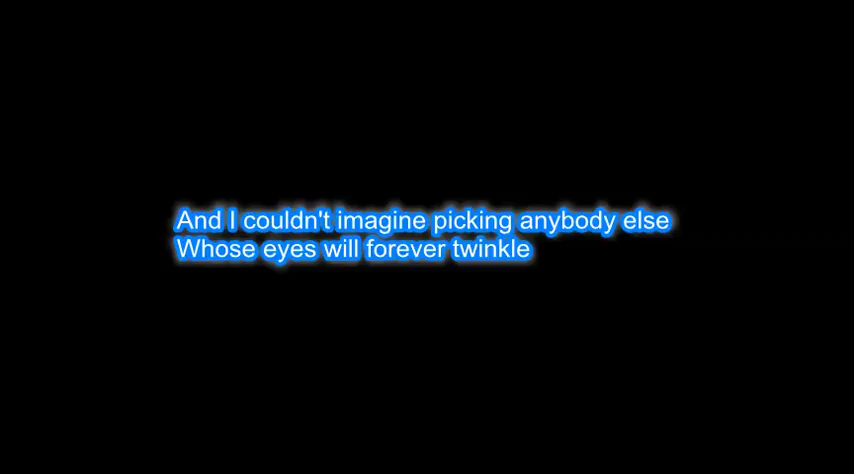 And I couldn't imagine picking anybody else
Whose eyes will forever twinkle